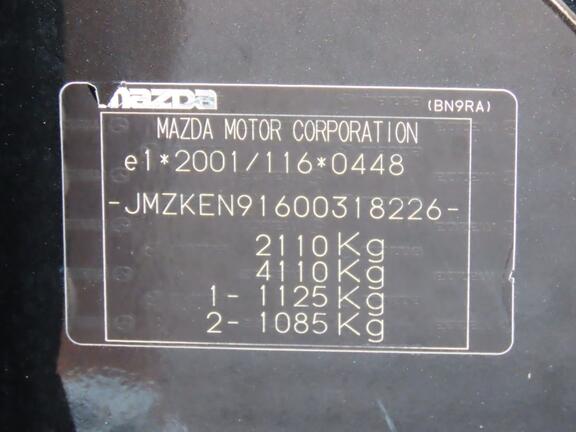 mazda (BN9RA)
MAZDA MOTOR CORPORATION
e1*2001/116*0448
-JMZKEN91600318226-
2110Kg
4110Kg
1- 1125Kg
2- 1085Kg